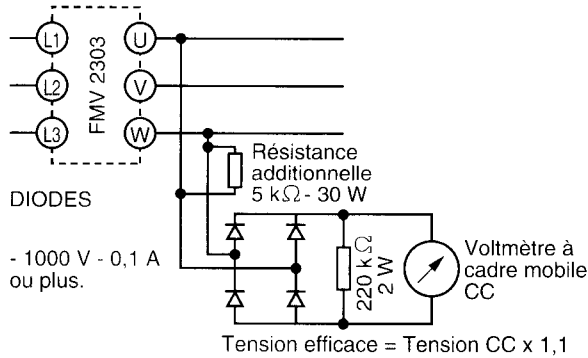 L1
U
L2
V
FMV 2303
L3
W
Résistance
additionnelle
5 kΩ - 30 W
DIODES
- 1000 V - 0,1 A
ou plus.
220 kΩ
2 W
Voltmètre à
cadre mobile
CC
Tension efficace = Tension CC x 1,1